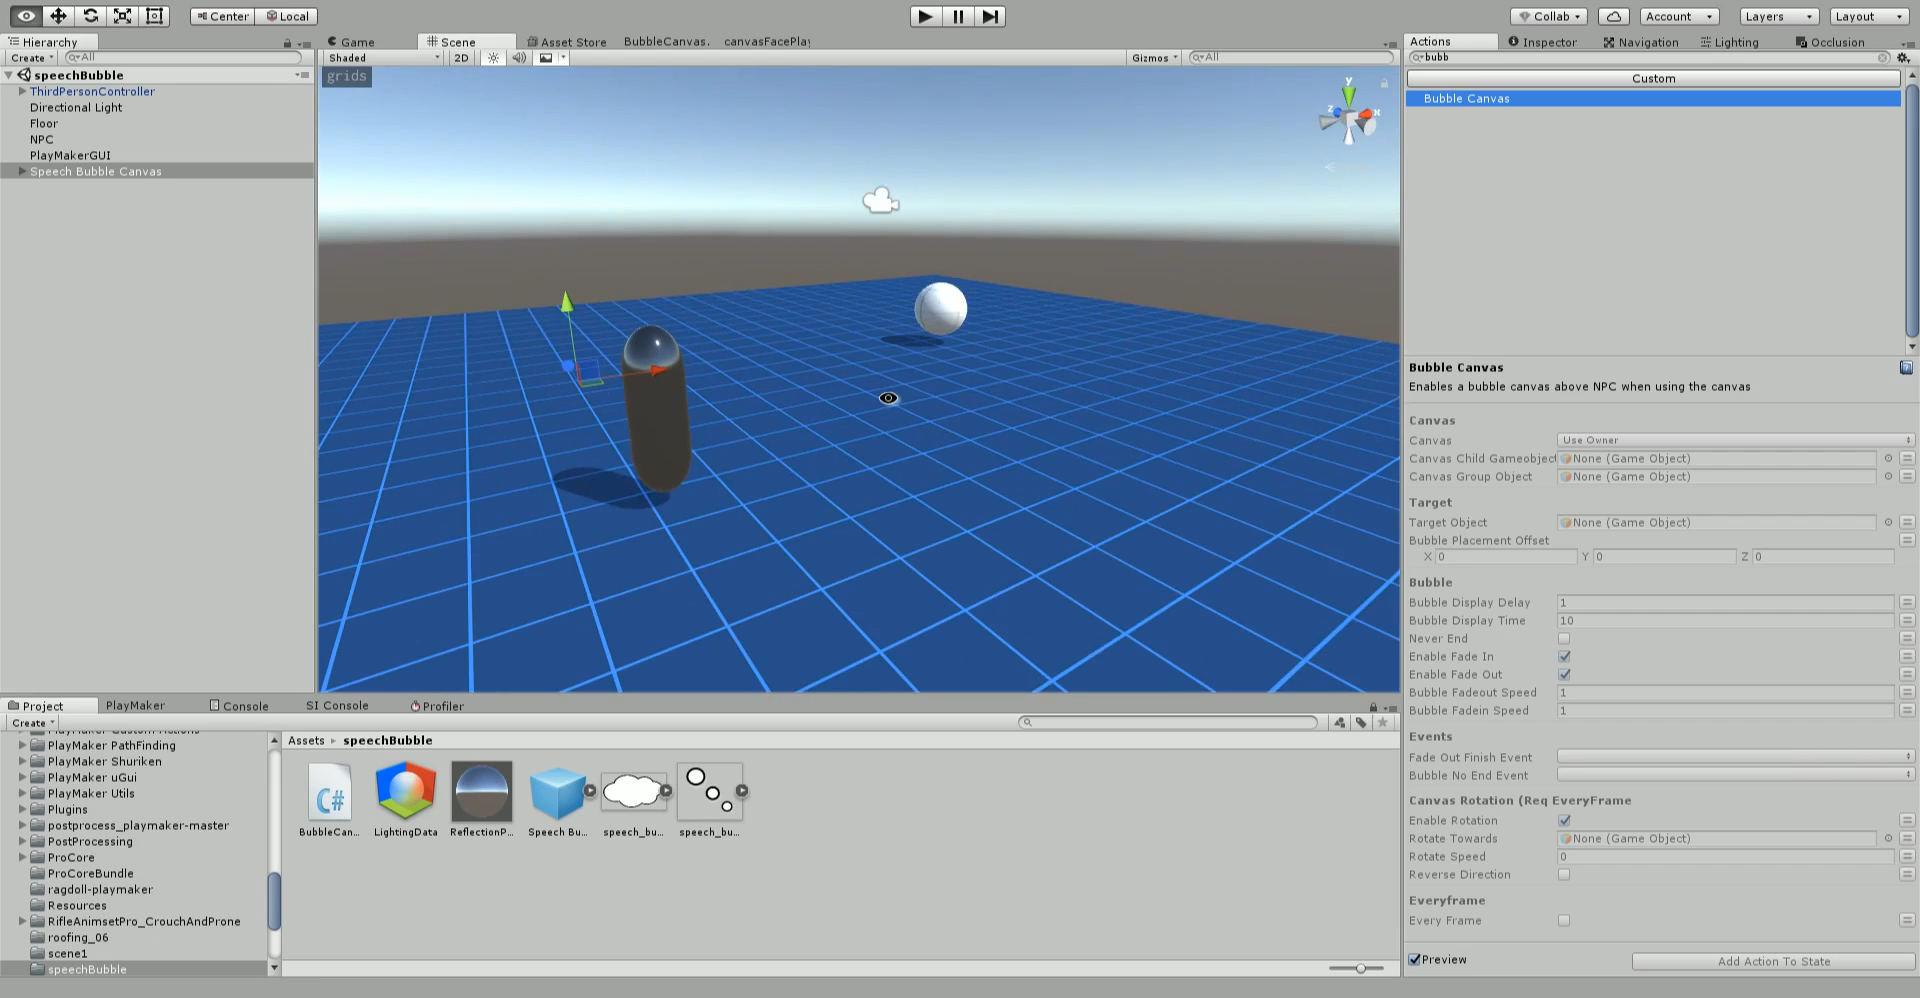 Center Local
Collab Account Layers Layout
Hierarchy
Create All
speechBubble
ThirdPersonController
Directional Light
Floor
NPC
PlayMakerGUI
Speech Bubble Canvas
Game Scene Asset Store BubbleCanvas. canvasFacePlay
Shaded 2D Gizmos All
grids
y
z x
Actions Inspector Navigation Lighting Occlusion
bubb
Custom
Bubble Canvas
Bubble Canvas
Enables a bubble canvas above NPC when using the canvas
Canvas
Canvas Use Owner
Canvas Child Gameobject None (Game Object)
Canvas Group Object None (Game Object)
Target
Target Object None (Game Object)
Bubble Placement Offset
X 0 Y 0 Z 0
Bubble
Bubble Display Delay 1
Bubble Display Time 10
Never End
Enable Fade In
Enable Fade Out
Bubble Fadeout Speed 1
Bubble Fadein Speed 1
Events
Fade Out Finish Event
Bubble No End Event
Canvas Rotation (Req EveryFrame
Enable Rotation
Rotate Towards None (Game Object)
Rotate Speed 0
Reverse Direction
Everyframe
Every Frame
Preview Add Action To State
Project PlayMaker Console SI Console Profiler
Create
PlayMaker Custom Actions
PlayMaker PathFinding
PlayMaker Shuriken
PlayMaker uGui
PlayMaker Utils
Plugins
postprocess_playmaker-master
PostProcessing
ProCore
ProCoreBundle
ragdoll-playmaker
Resources
RifleAnimsetPro_CrouchAndProne
roofing_06
scene1
speechBubble
Assets speechBubble
C#
BubbleCan... LightingData ReflectionP... Speech Bu... speech_bu... speech_bu...